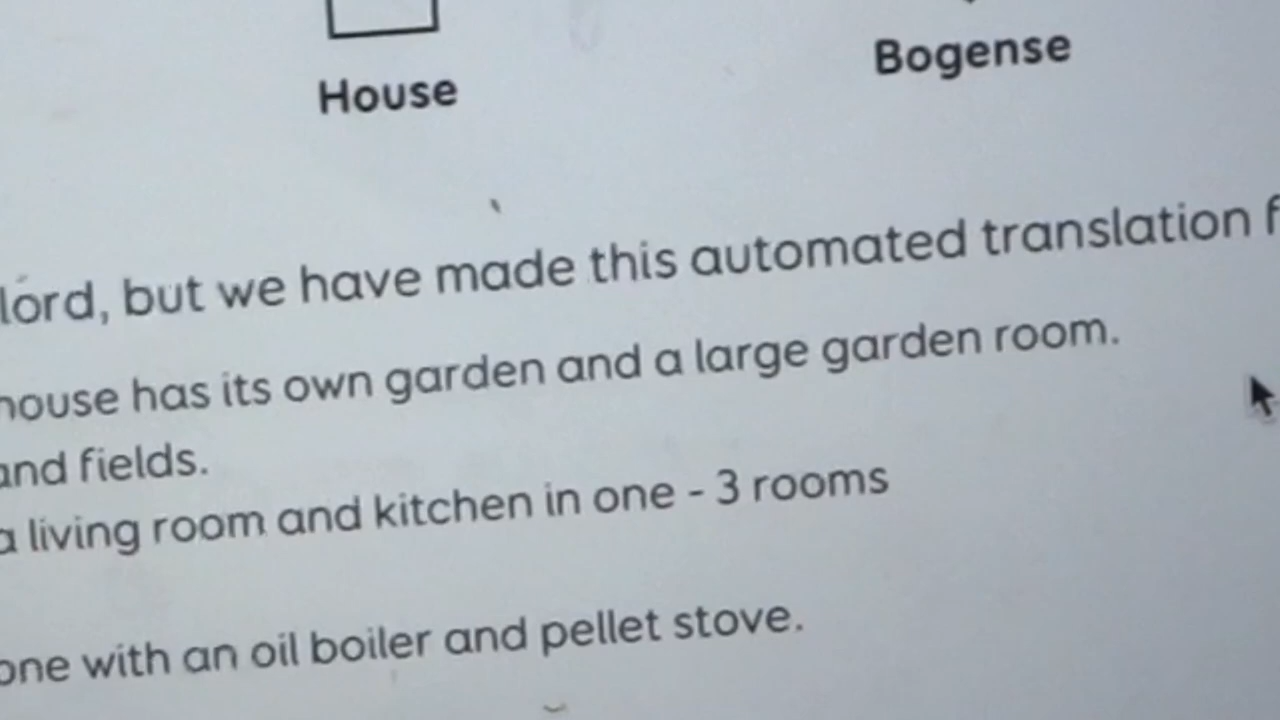 House
Bogense
lord, but we have made this automated translation
house has its own garden and a large garden room.
and fields.
a living room and kitchen in one - 3 rooms
one with an oil boiler and pellet stove.